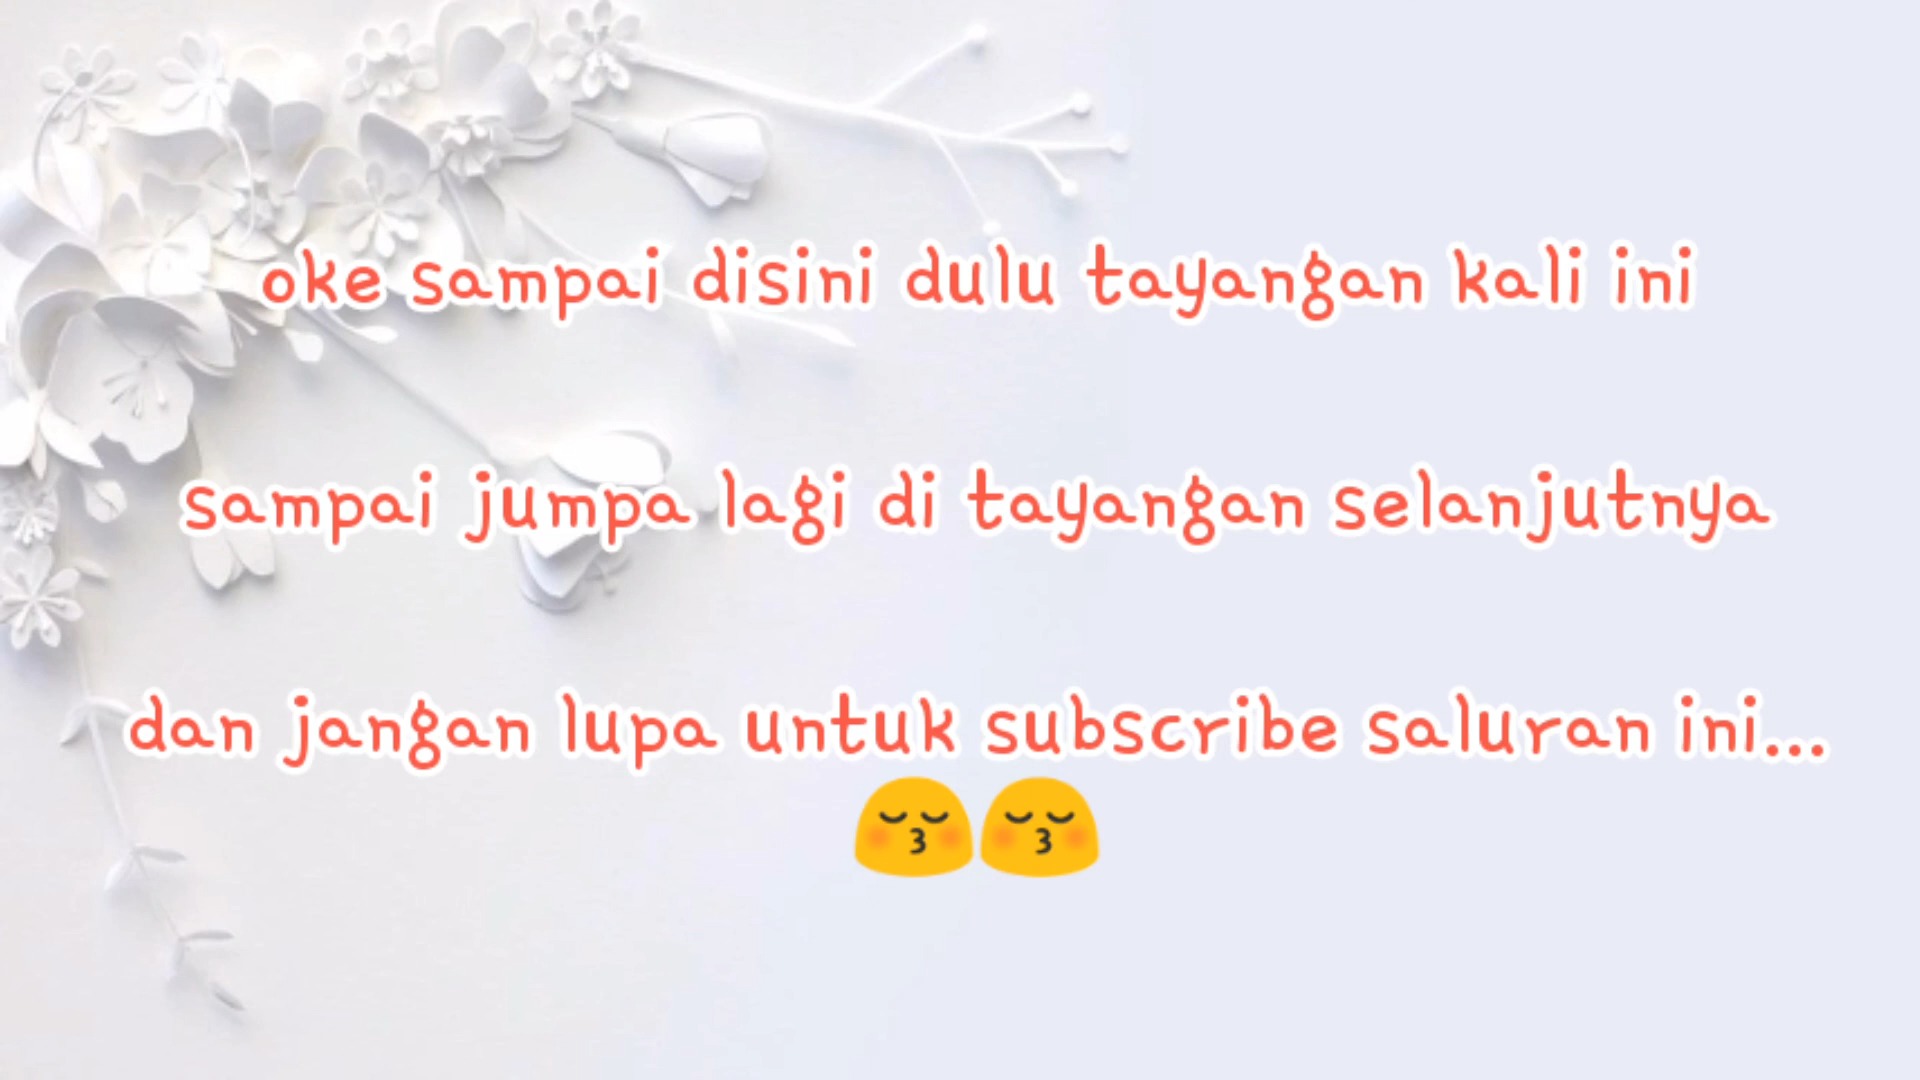 oke sampai disini dulu tayangan kali ini
sampai jumpa lagi di tayangan selanjutnya
dan jangan lupa untuk subscribe saluran ini...
😚😚